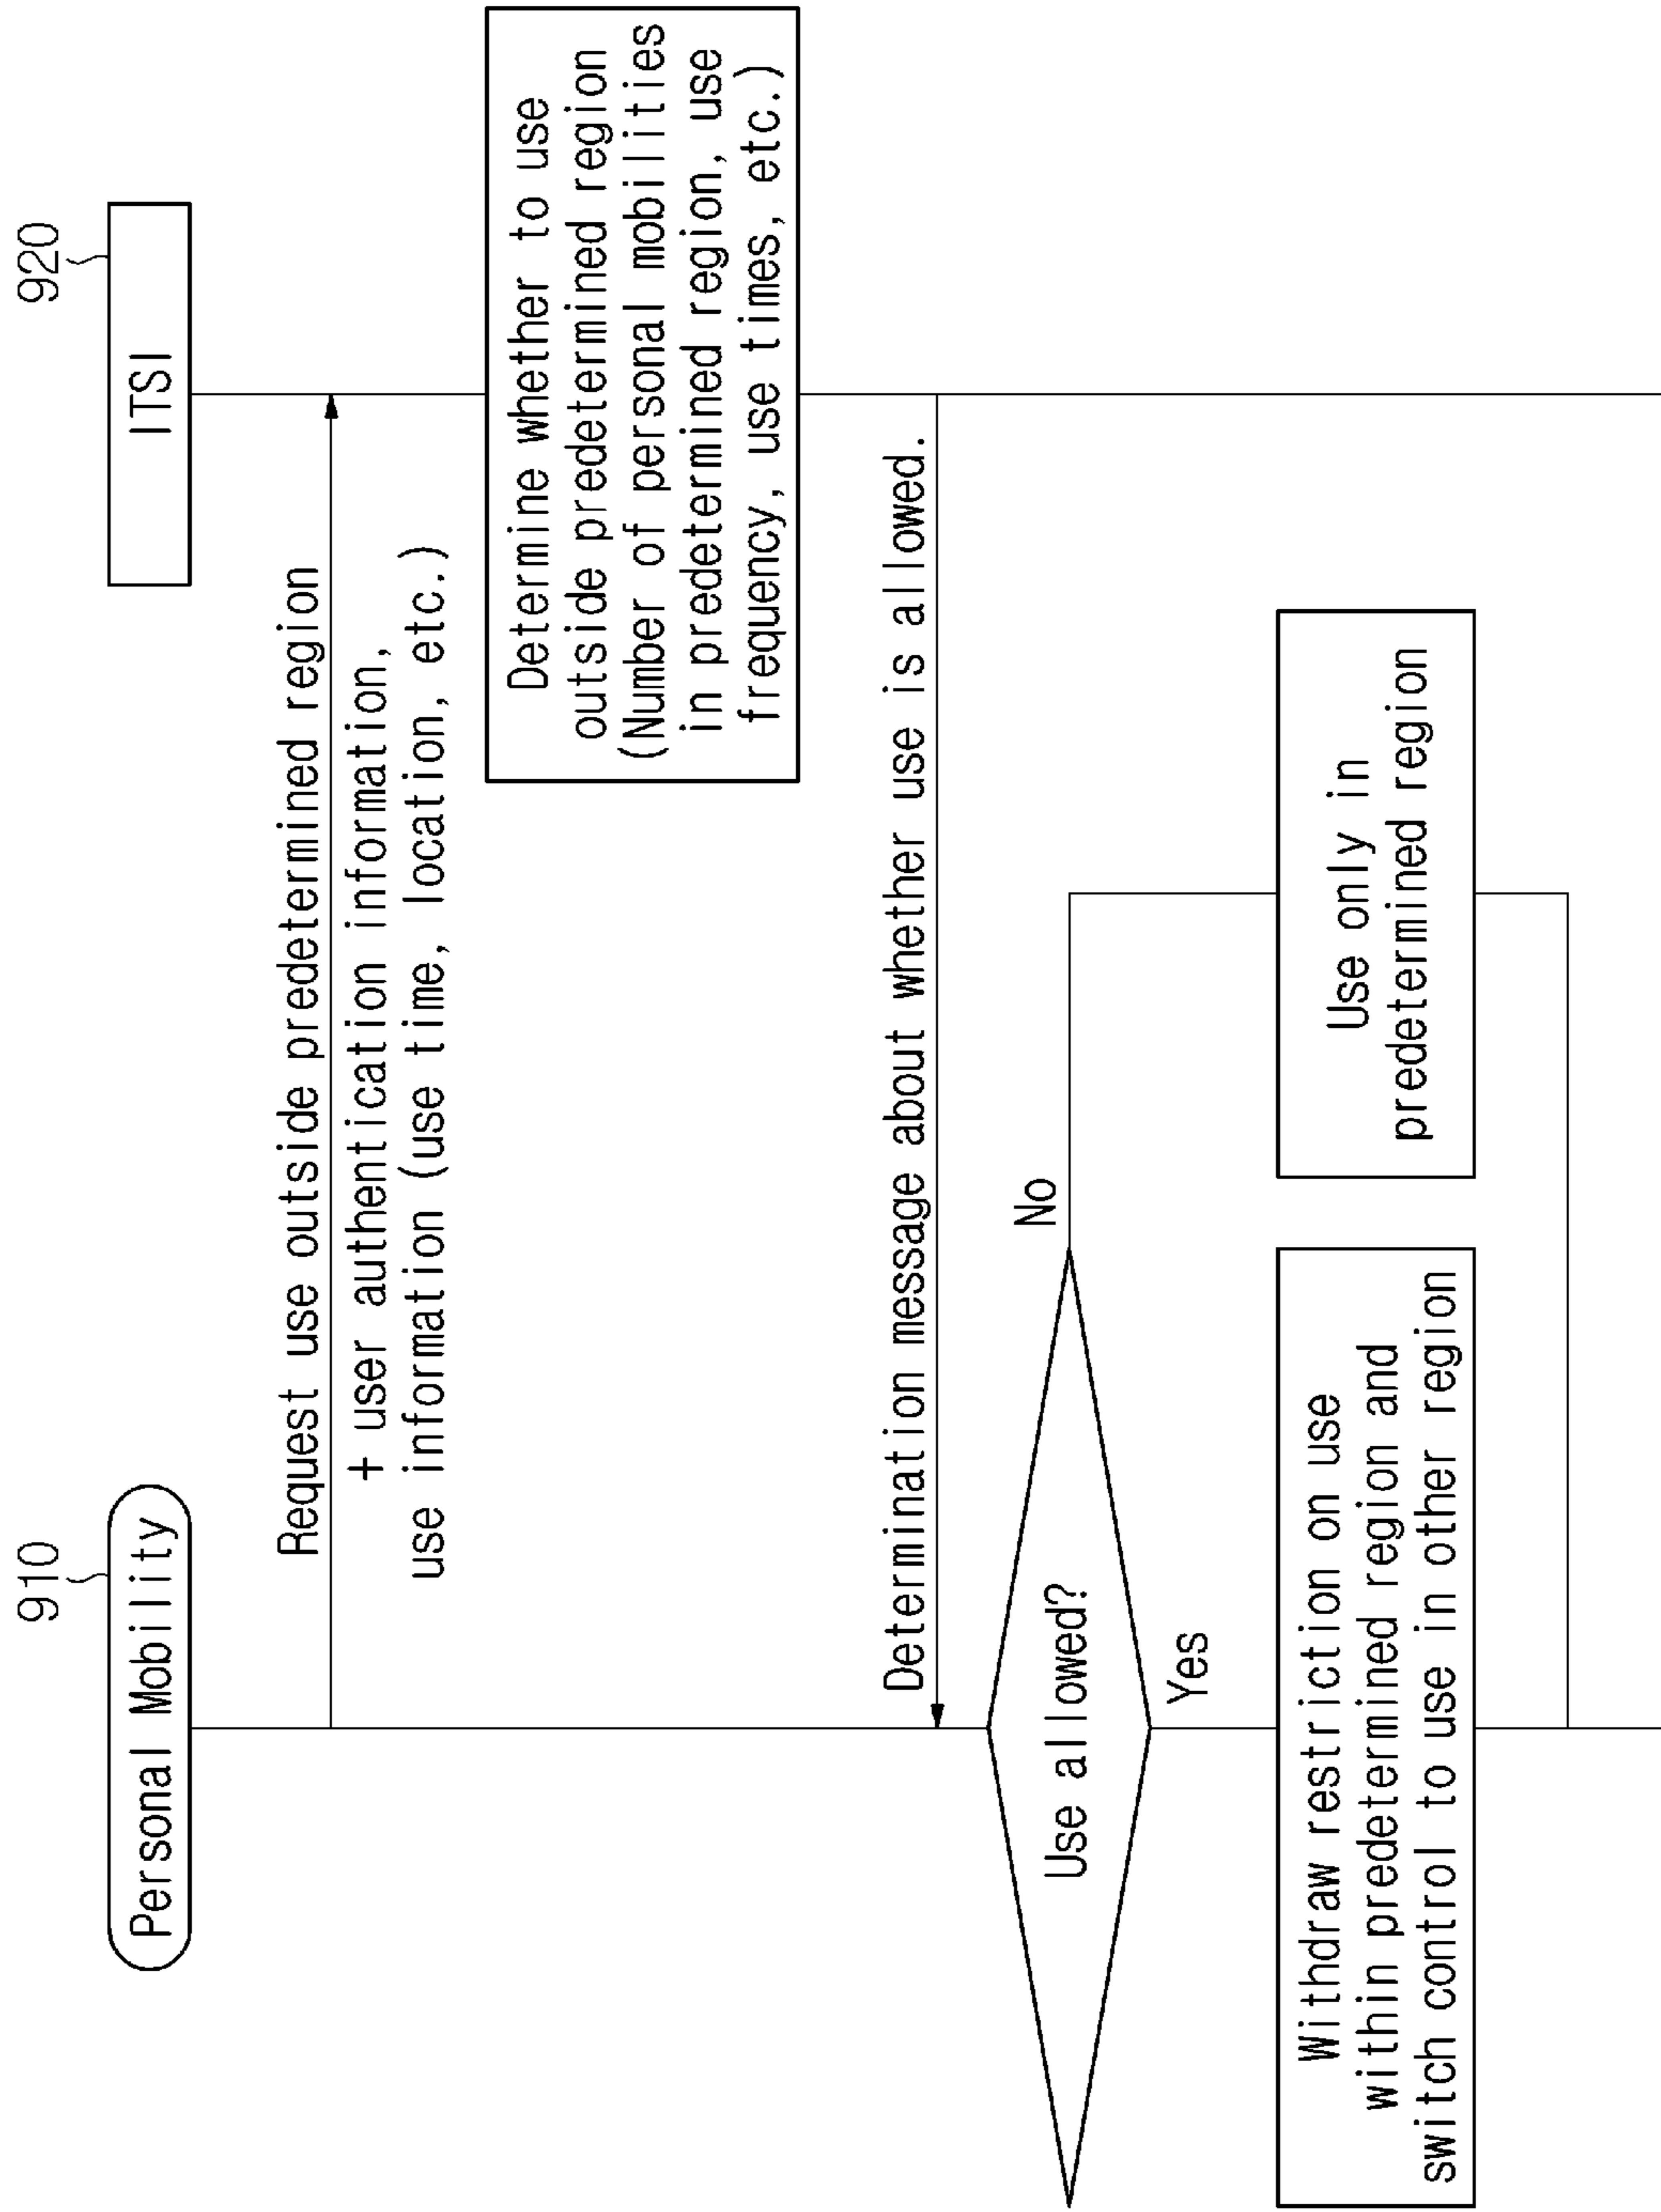 910
Personal Mobility
920
ITSI
Request use outside predetermined region
+ user authentication information,
use information (use time, location, etc.)
Determine whether to use
outside predetermined region
(Number of personal mobilities
in predetermined region, use
frequency, use times, etc.)
Determination message about whether use is allowed.
Use allowed?
No
Yes
Withdraw restriction on use
within predetermined region and
switch control to use in other region
Use only in
predetermined region